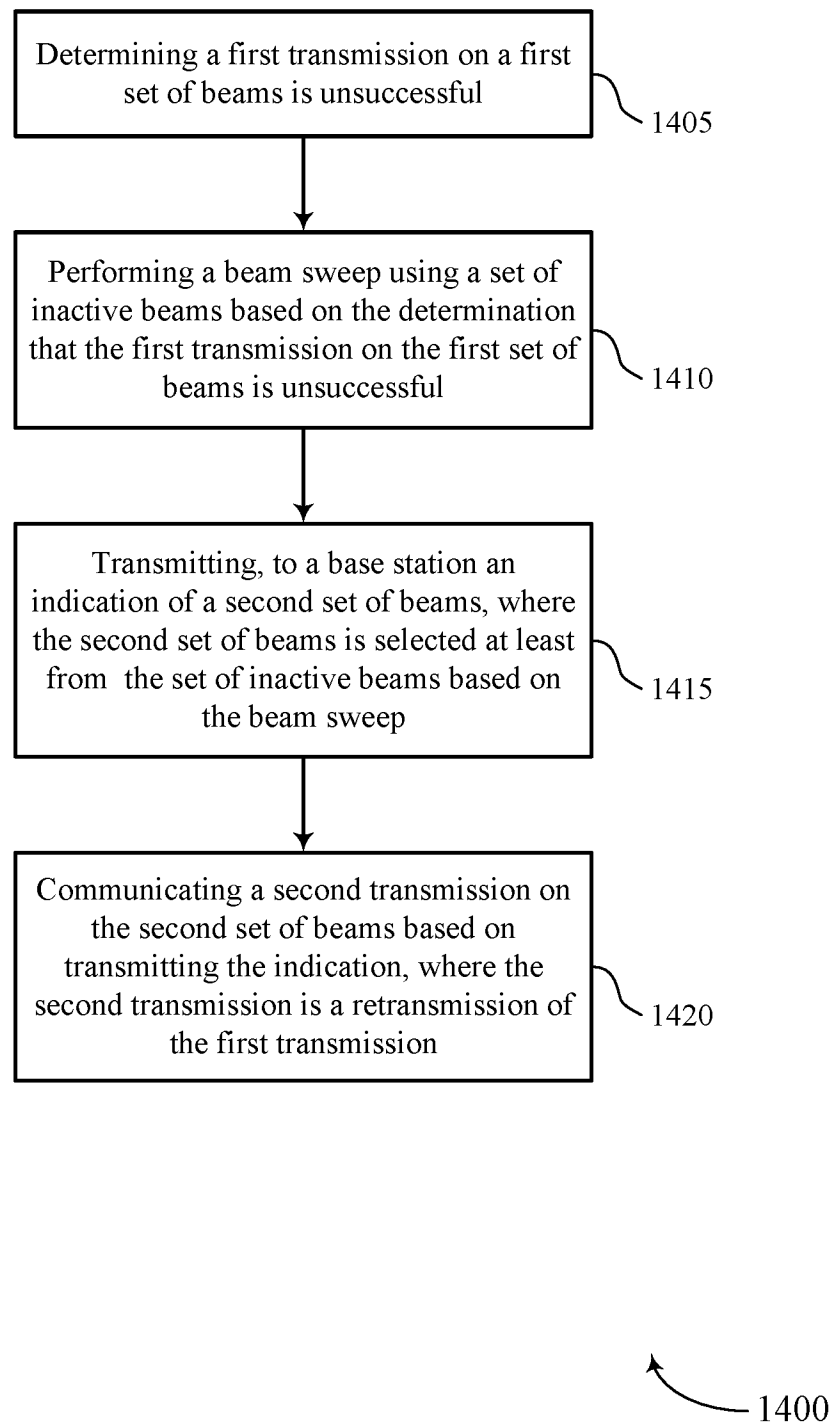 Determining a first transmission on a first
set of beams is unsuccessful
1405
Performing a beam sweep using a set of
inactive beams based on the determination
that the first transmission on the first set of
beams is unsuccessful
1410
Transmitting, to a base station an
indication of a second set of beams, where
the second set of beams is selected at least
from the set of inactive beams based on
the beam sweep
1415
Communicating a second transmission on
the second set of beams based on
transmitting the indication, where the
second transmission is a retransmission of
the first transmission
1420
1400